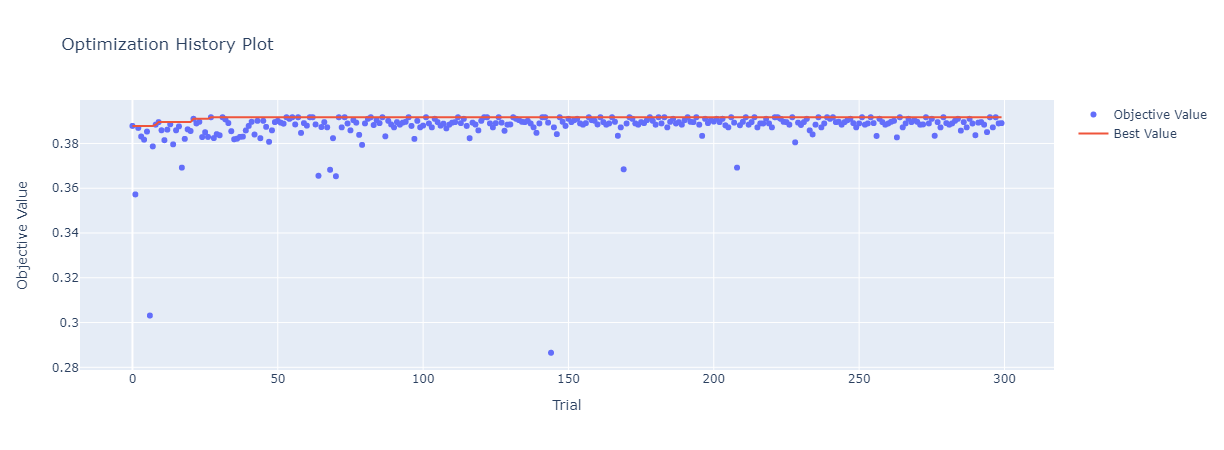 Optimization History Plot
Objective Value
Best Value
0.38
0.36
0.34
0.32
0.3
0.28
Objective Value
0
50
100
150
200
250
300
Trial